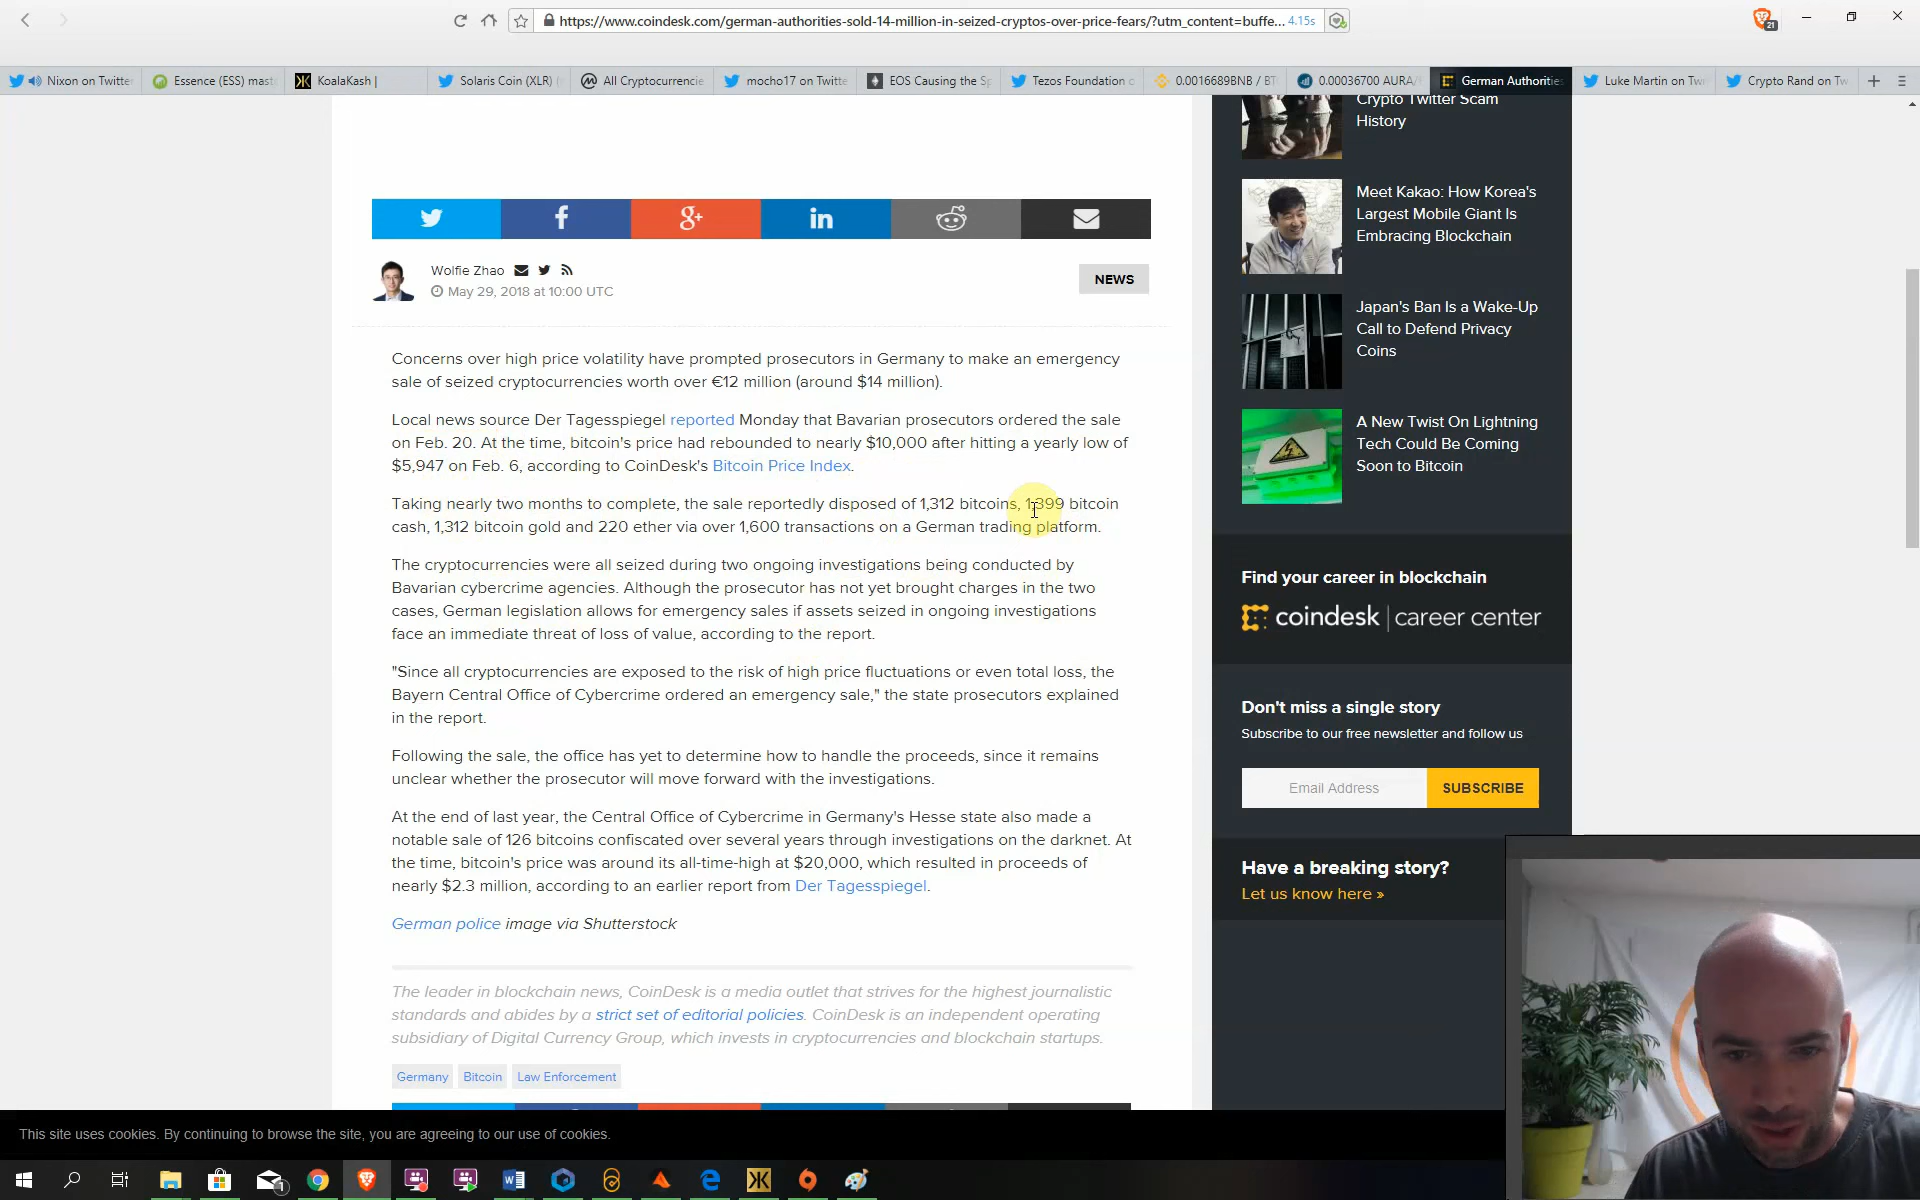 https://www.coindesk.com/german-authorities-sold-14-million-in-seized-cryptos-over-price-fears/?utm_content=buffe... 4.15s
21
Nixon on Twitte
Essence (ESS) mast
KoalaKash |
Solaris Coin (XLR)
All Cryptocurrencie
mocho17 on Twitte
EOS Causing the Sp
Tezos Foundation c
0.0016689BNB / BT
0.00036700 AURA/
German Authoritie
Luke Martin on Tw
Crypto Rand on Tw
Crypto Twitter Scam
History
Meet Kakao: How Korea's
Largest Mobile Giant Is
Embracing Blockchain
Wolfie Zhao
May 29, 2018 at 10:00 UTC
NEWS
Japan's Ban Is a Wake-Up
Call to Defend Privacy
Coins
Concerns over high price volatility have prompted prosecutors in Germany to make an emergency
sale of seized cryptocurrencies worth over €12 million (around $14 million).
Local news source Der Tagesspiegel reported Monday that Bavarian prosecutors ordered the sale
on Feb. 20. At the time, bitcoin's price had rebounded to nearly $10,000 after hitting a yearly low of
$5,947 on Feb. 6, according to CoinDesk's Bitcoin Price Index.
A New Twist On Lightning
Tech Could Be Coming
Soon to Bitcoin
Taking nearly two months to complete, the sale reportedly disposed of 1,312 bitcoins, 1,399 bitcoin
cash, 1,312 bitcoin gold and 220 ether via over 1,600 transactions on a German trading platform.
The cryptocurrencies were all seized during two ongoing investigations being conducted by
Bavarian cybercrime agencies. Although the prosecutor has not yet brought charges in the two
cases, German legislation allows for emergency sales if assets seized in ongoing investigations
face an immediate threat of loss of value, according to the report.
Find your career in blockchain
coindesk | career center
"Since all cryptocurrencies are exposed to the risk of high price fluctuations or even total loss, the
Bayern Central Office of Cybercrime ordered an emergency sale," the state prosecutors explained
in the report.
Don't miss a single story
Subscribe to our free newsletter and follow us
Email Address
SUBSCRIBE
Following the sale, the office has yet to determine how to handle the proceeds, since it remains
unclear whether the prosecutor will move forward with the investigations.
At the end of last year, the Central Office of Cybercrime in Germany's Hesse state also made a
notable sale of 126 bitcoins confiscated over several years through investigations on the darknet. At
the time, bitcoin's price was around its all-time-high at $20,000, which resulted in proceeds of
nearly $2.3 million, according to an earlier report from Der Tagesspiegel.
Have a breaking story?
Let us know here »
German police image via Shutterstock
The leader in blockchain news, CoinDesk is a media outlet that strives for the highest journalistic
standards and abides by a strict set of editorial policies. CoinDesk is an independent operating
subsidiary of Digital Currency Group, which invests in cryptocurrencies and blockchain startups.
Germany
Bitcoin
Law Enforcement
This site uses cookies. By continuing to browse the site, you are agreeing to our use of cookies.